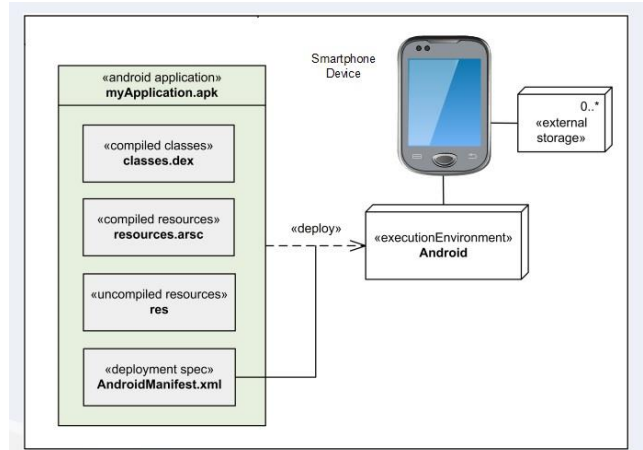 «android application»
myApplication.apk
«compiled classes»
classes.dex
«compiled resources»
resources.arsc
«uncompiled resources»
res
«deployment spec»
AndroidManifest.xml
«deploy»
Smartphone
Device
0..*
«external
storage»
«executionEnvironment»
Android